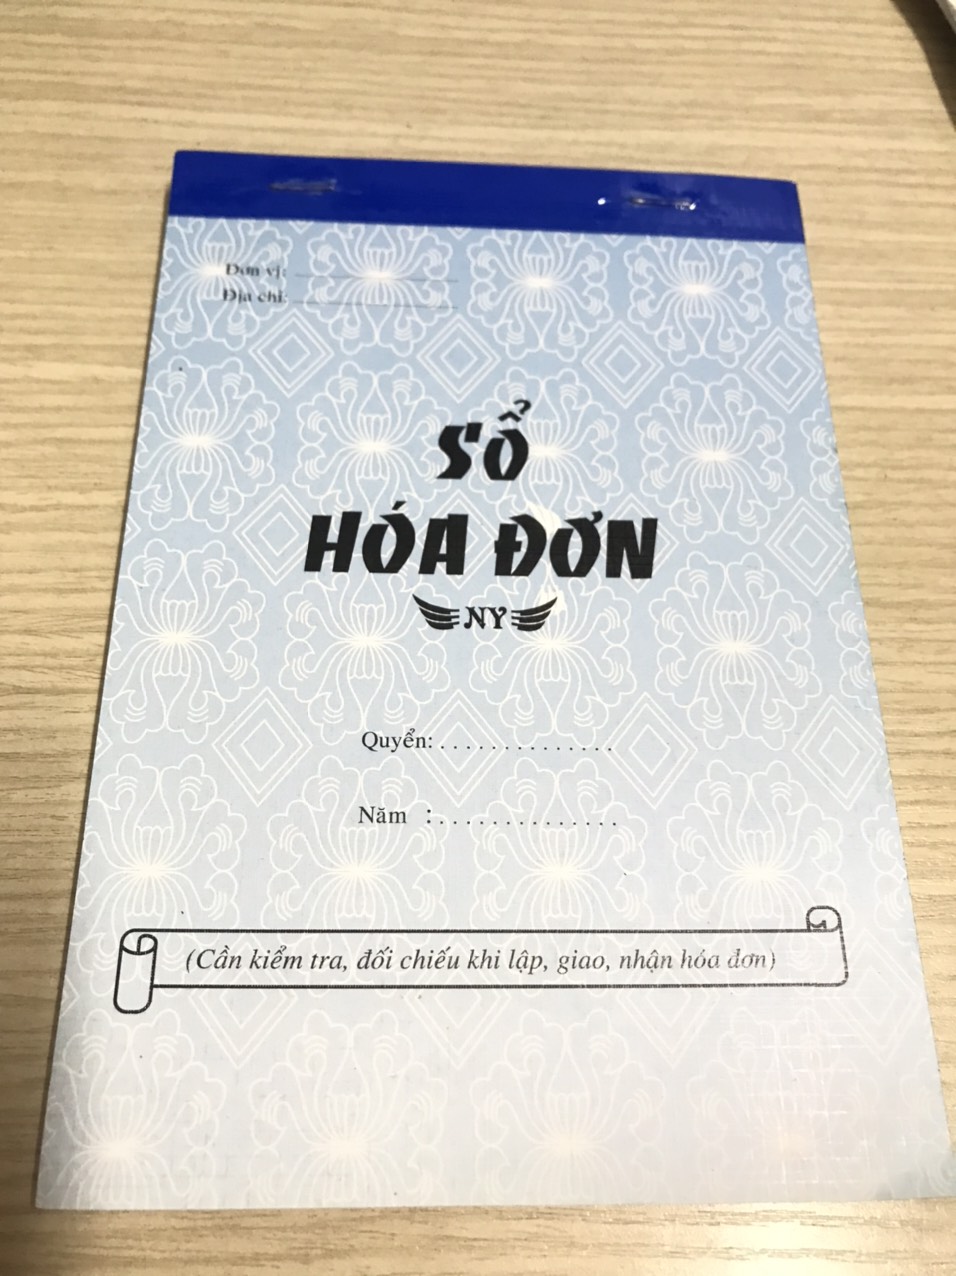 Đơn vị:
Địa chỉ:
SỔ
HÓA ĐƠN
NY
Quyển: . . . . . . . . . . . . . .
Năm : . . . . . . . . . . . . . . .
(Cần kiểm tra, đối chiếu khi lập, giao, nhận hóa đơn)